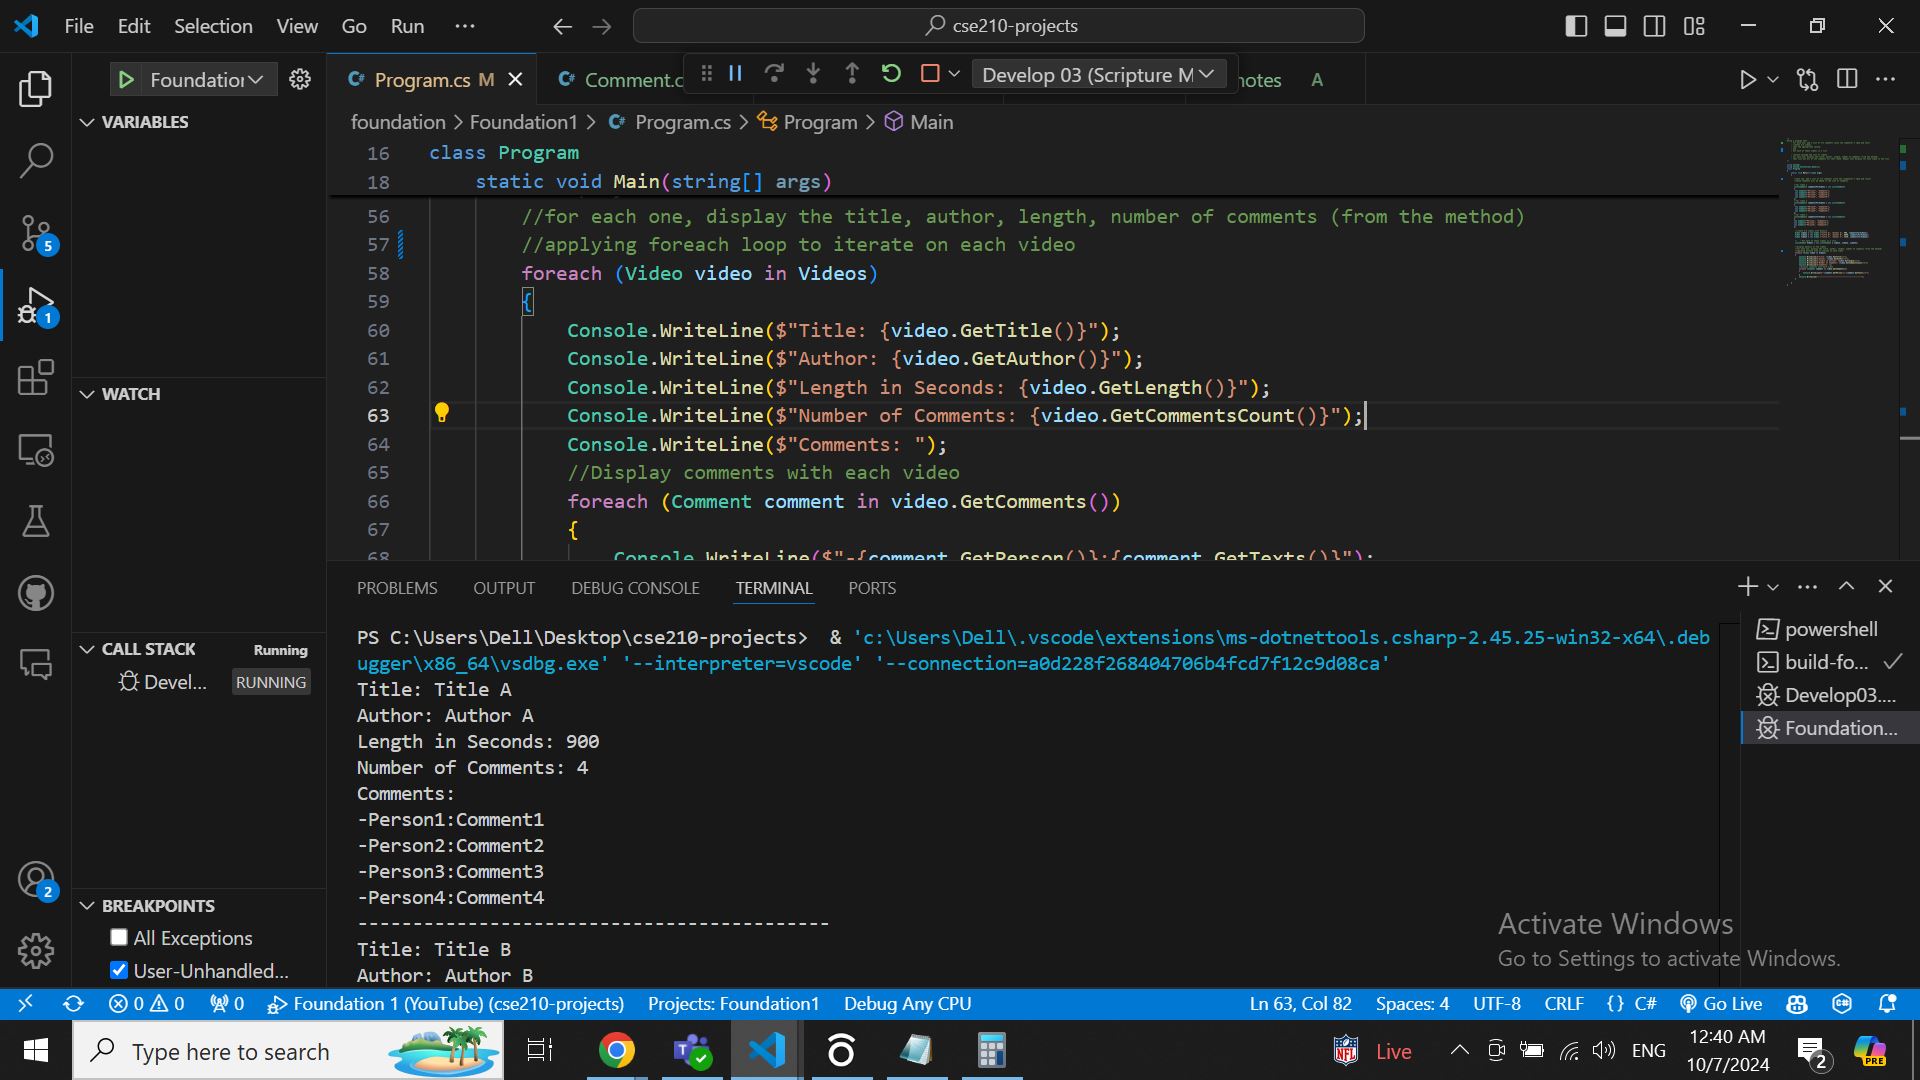 File Edit Selection View Go Run ···
cse210-projects
Program.cs M
Develop 03 (Scripture M
notes A
VARIABLES
foundation > Foundation1 > Program.cs > Program > Main
16 class Program
18 static void Main(string[] args)
56 //for each one, display the title, author, length, number of comments (from the method)
57 //applying foreach loop to iterate on each video
58 foreach (Video video in Videos)
59 {
60 Console.WriteLine($"Title: {video.GetTitle()}");
61 Console.WriteLine($"Author: {video.GetAuthor()}");
62 Console.WriteLine($"Length in Seconds: {video.GetLength()}");
63 Console.WriteLine($"Number of Comments: {video.GetCommentsCount()}");
64 Console.WriteLine($"Comments: ");
65 //Display comments with each video
66 foreach (Comment comment in video.GetComments())
67 {
68 Console.WriteLine($"-{comment.GetPerson()}:{comment.GetTexts()}");
5
1
WATCH
CALL STACK Running
Devel... RUNNING
BREAKPOINTS
All Exceptions
User-Unhandled...
2
PROBLEMS OUTPUT DEBUG CONSOLE TERMINAL PORTS
PS C:\Users\Dell\Desktop\cse210-projects> & 'c:\Users\Dell\.vscode\extensions\ms-dotnettools.csharp-2.45.25-win32-x64\.deb
ugger\x86_64\vsdbg.exe' '--interpreter=vscode' '--connection=a0d228f268404706b4fcd7f12c9d08ca'
Title: Title A
Author: Author A
Length in Seconds: 900
Number of Comments: 4
Comments:
-Person1:Comment1
-Person2:Comment2
-Person3:Comment3
-Person4:Comment4
-------------------------------------------
Title: Title B
Author: Author B
powershell
build-fo...
Develop03....
Foundation...
Activate Windows
Go to Settings to activate Windows.
0 0 0 Foundation 1 (YouTube) (cse210-projects) Projects: Foundation1 Debug Any CPU
Ln 63, Col 82 Spaces: 4 UTF-8 CRLF {} C# Go Live
Type here to search
Live ENG
12:40 AM
10/7/2024
2
PRE